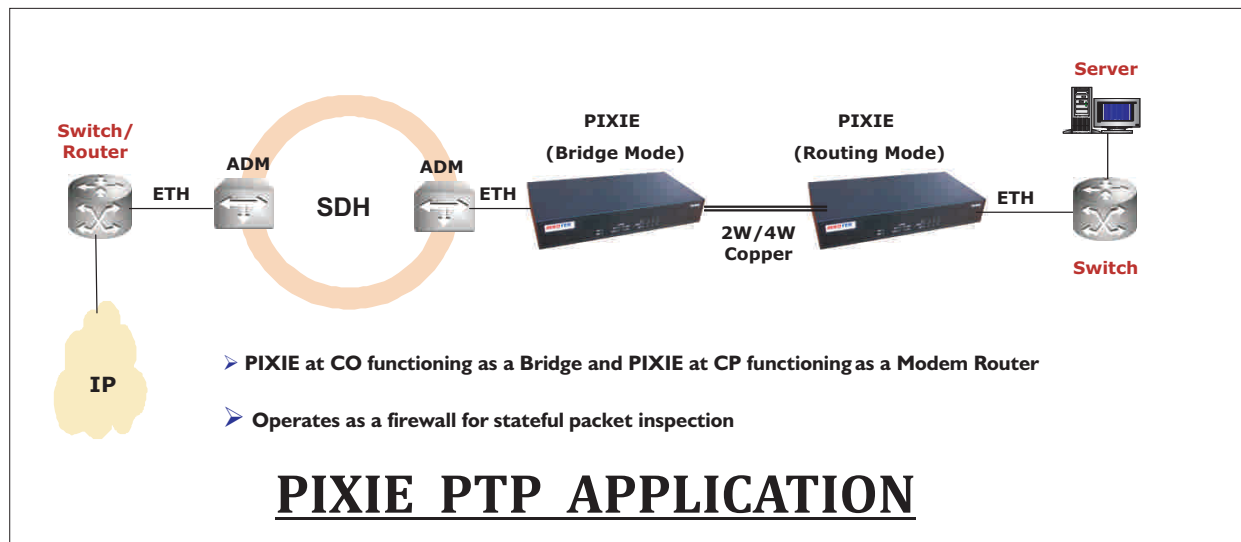 Server
PIXIE
(Bridge Mode)
PIXIE
(Routing Mode)
Switch/
Router
ADM
ADM
ETH
SDH
ETH
ETH
2W/4W
Copper
Switch
IP
➢ PIXIE at CO functioning as a Bridge and PIXIE at CP functioning as a Modem Router
➢ Operates as a firewall for stateful packet inspection
PIXIE PTP APPLICATION